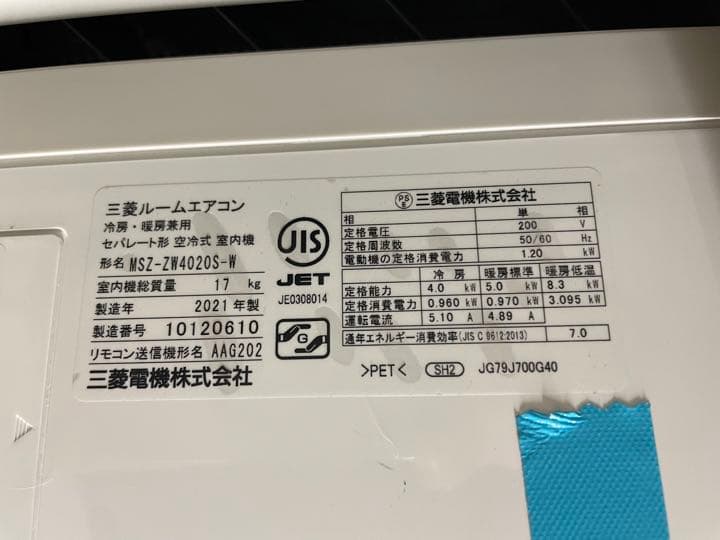 三菱ルームエアコン
冷房・暖房兼用
セパレート形 空冷式 室内機
形名 MSZ-ZW4020S-W
室内機総質量 17 kg
製造年 2021年製
製造番号 10120610
リモコン送信機形名 AAG202
三菱電機株式会社
JIS
JET
JE0308014
G
PS E 三菱電機株式会社
相 単 相
定格電圧 200 V
定格周波数 50/60 Hz
電動機の定格消費電力 1.20 kW
冷 房 暖房標準 暖房低温
定格能力 4.0 kW 5.0 kW 8.3 kW
定格消費電力 0.960 kW 0.970 kW 3.095 kW
運転電流 5.10 A 4.89 A
通年エネルギー消費効率(JIS C 9612:2013) 7.0
>PET< SH2 JG79J700G40